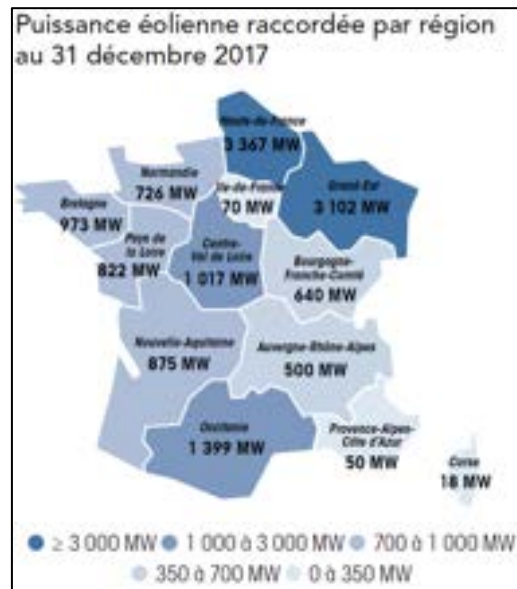 Puissance éolienne raccordée par région
au 31 décembre 2017
Hauts-de-France
3 367 MW
Normandie
726 MW
Ile-de-France
70 MW
Grand-Est
3 102 MW
Bretagne
973 MW
Pays de
la Loire
822 MW
Centre-
Val de Loire
1 017 MW
Bourgogne-
Franche-Comté
640 MW
Nouvelle-Aquitaine
875 MW
Auvergne-Rhône-Alpes
500 MW
Occitanie
1 399 MW
Provence-Alpes-
Côte d'Azur
50 MW
Corse
18 MW
≥ 3 000 MW 1 000 à 3 000 MW 700 à 1 000 MW
350 à 700 MW 0 à 350 MW